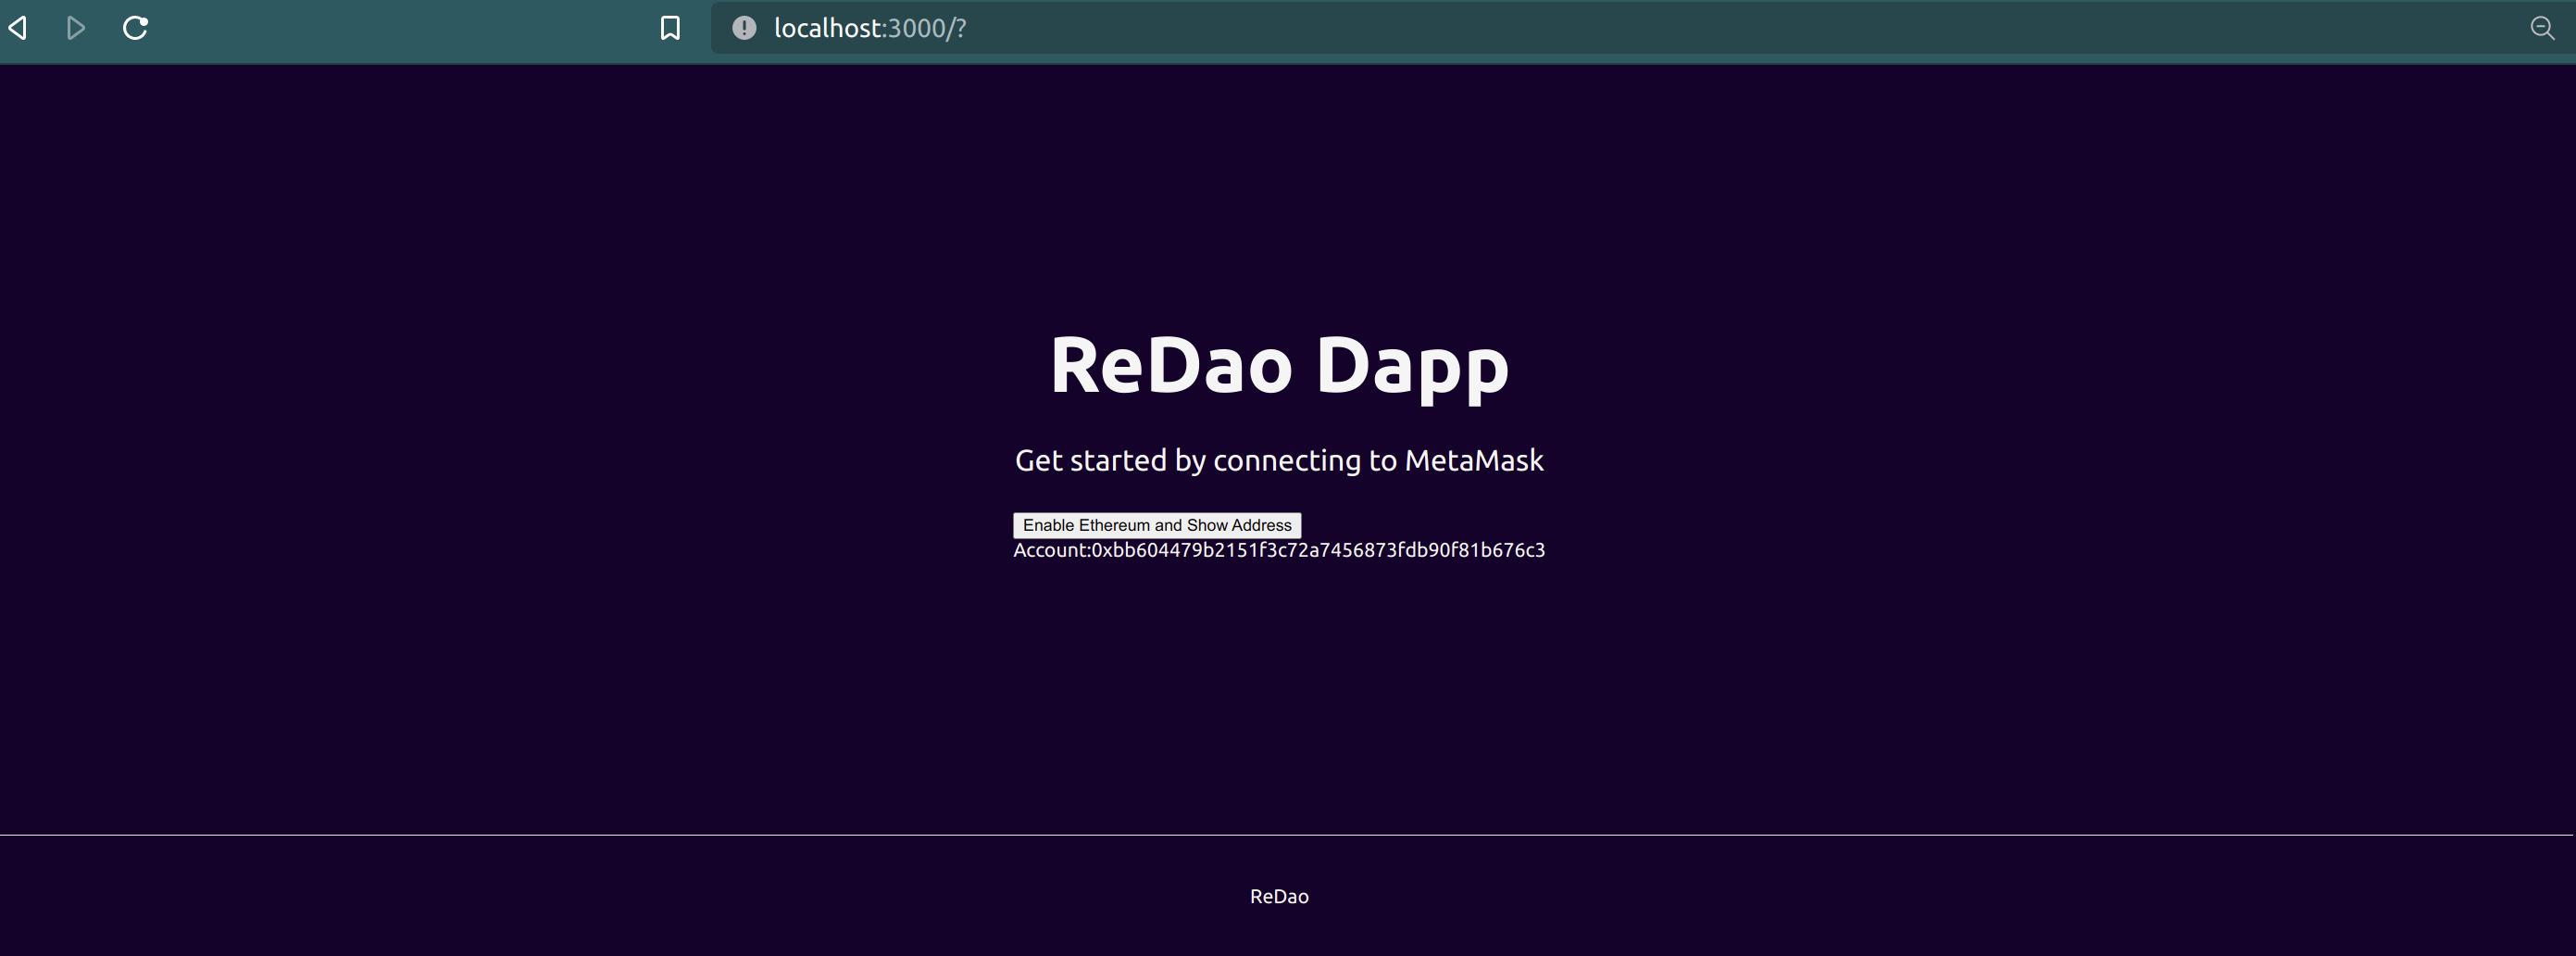 localhost:3000/?
ReDao Dapp
Get started by connecting to MetaMask
Enable Ethereum and Show Address
Account:0xbb604479b2151f3c72a7456873fdb90f81b676c3
ReDao